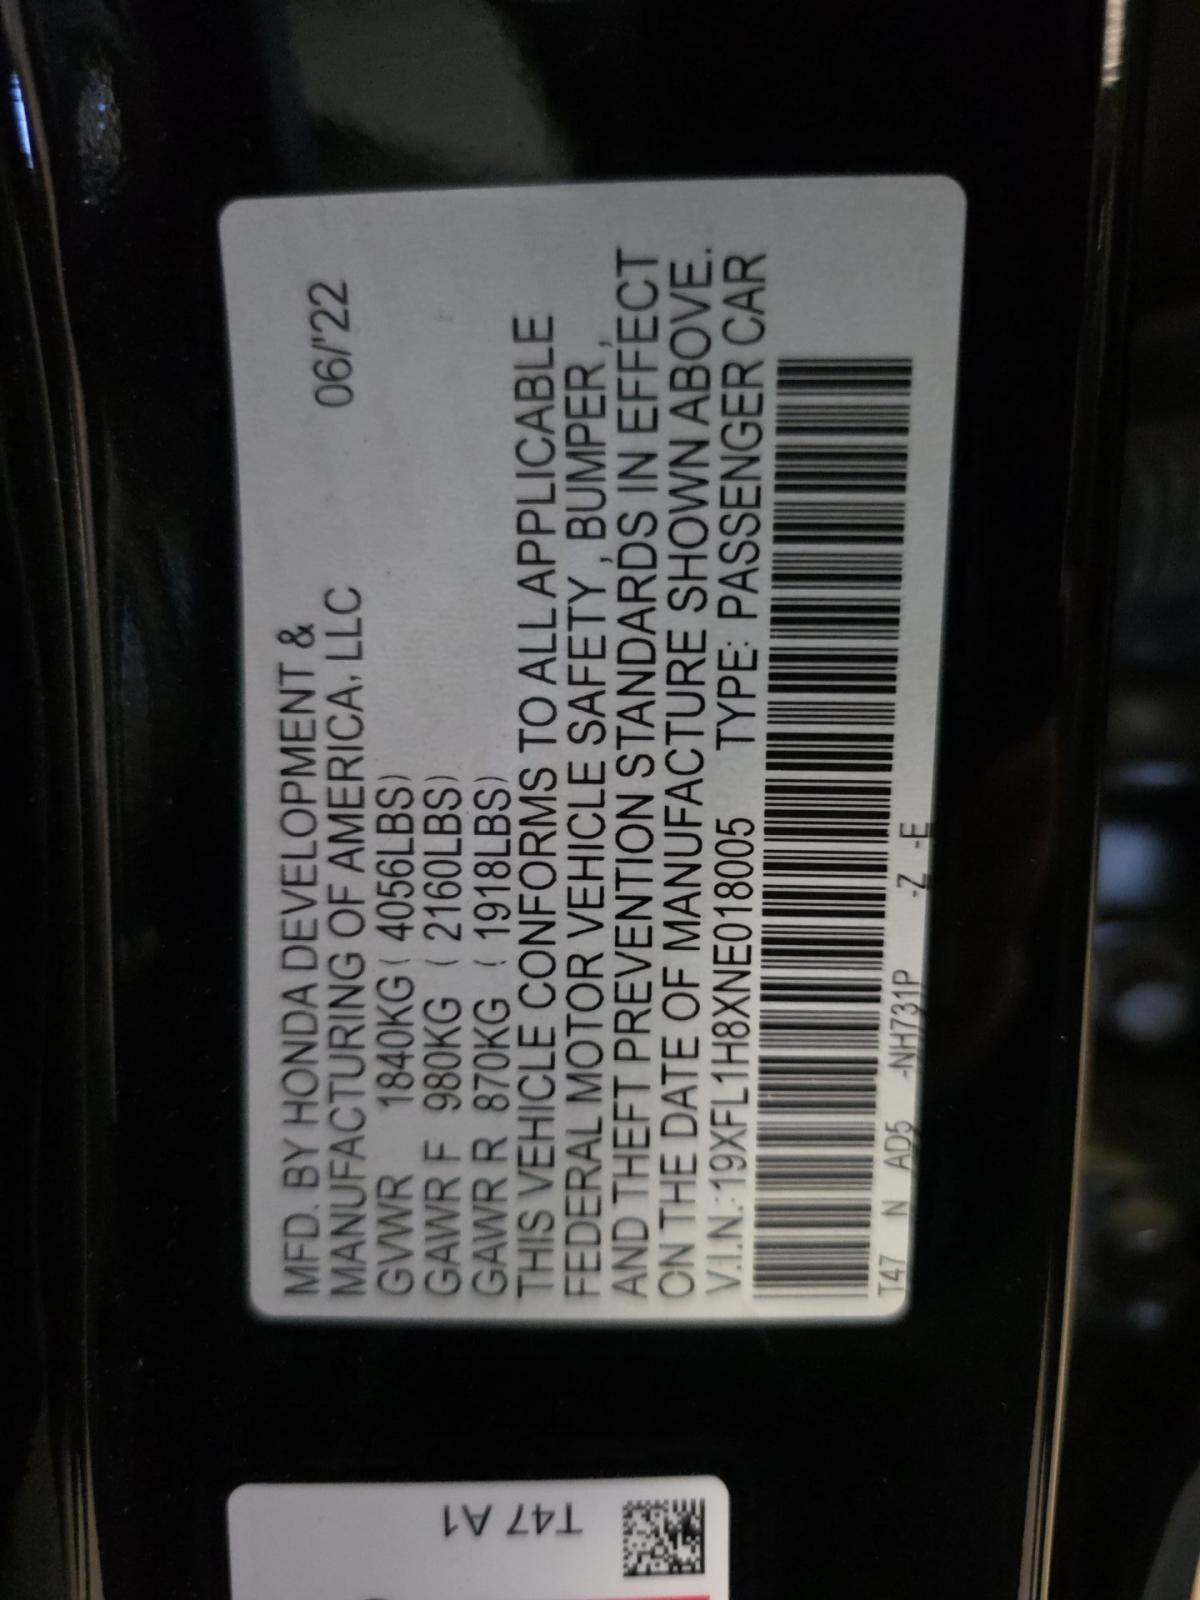 MFD. BY HONDA DEVELOPMENT &
MANUFACTURING OF AMERICA, LLC 06/'22
GVWR 1840KG ( 4056LBS)
GAWR F 980KG ( 2160LBS)
GAWR R 870KG ( 1918LBS)
THIS VEHICLE CONFORMS TO ALL APPLICABLE
FEDERAL MOTOR VEHICLE SAFETY , BUMPER ,
AND THEFT PREVENTION STANDARDS IN EFFECT
ON THE DATE OF MANUFACTURE SHOWN ABOVE.
V.I.N.: 19XFL1H8XNE018005 TYPE: PASSENGER CAR
T47 N AD5 -NH731P -Z -E
T47 A1